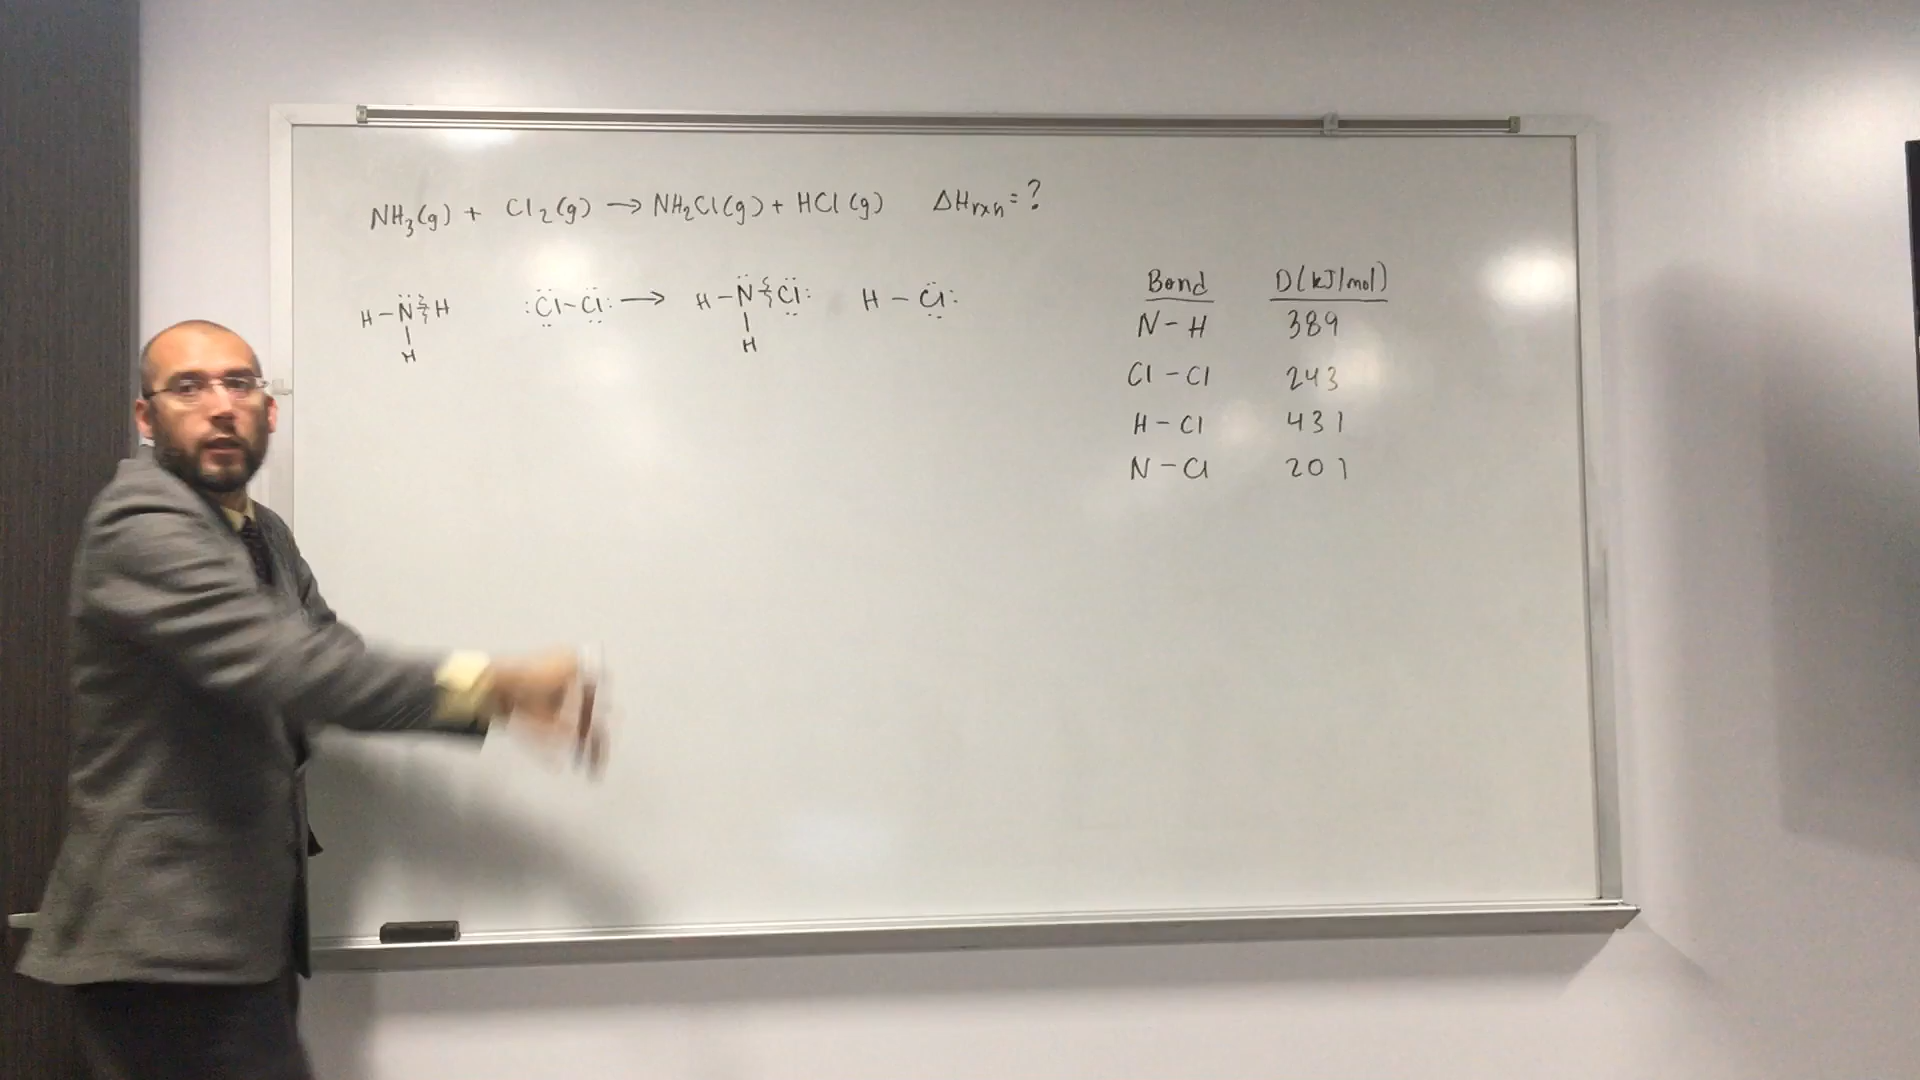 NH₃(g) + Cl₂(g) → NH₂Cl(g) + HCl(g) ΔHrxn = ?
H – N H :Cl – Cl: → H – N Cl: H – Cl:
H H
Bond D(kJ/mol)
N – H 389
Cl – Cl 243
H – Cl 431
N – Cl 201